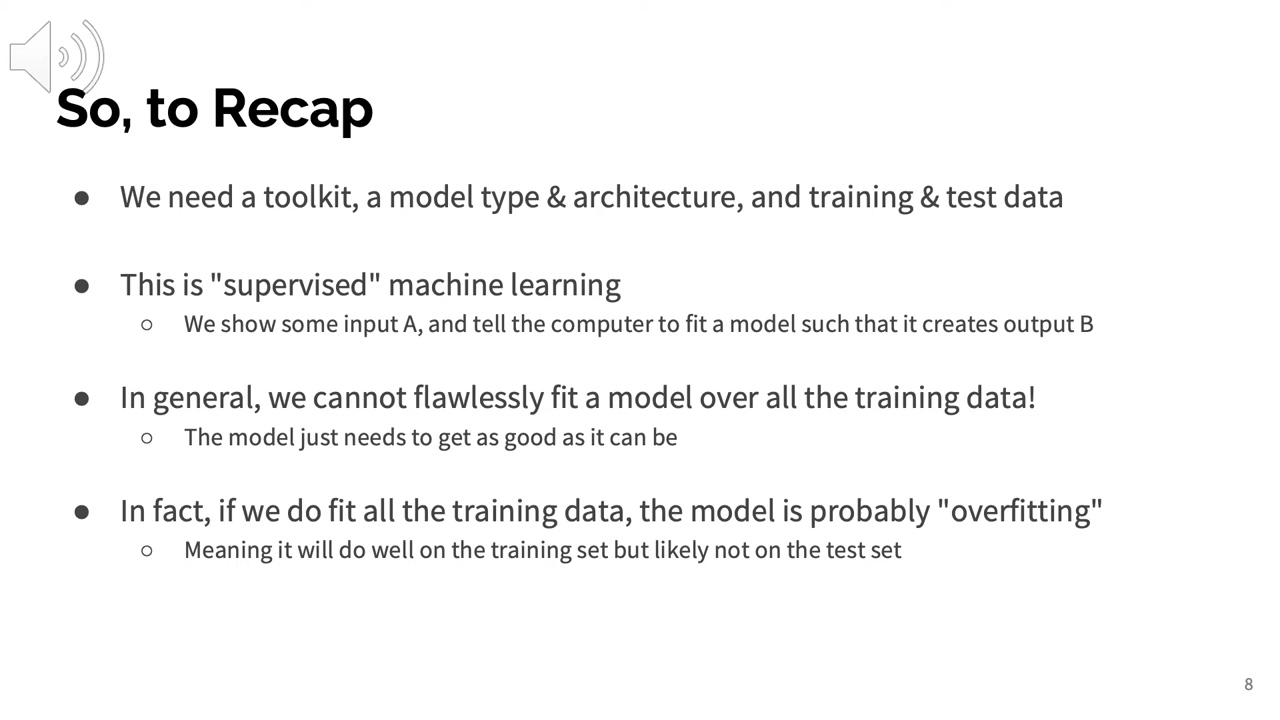 So, to Recap
● We need a toolkit, a model type & architecture, and training & test data
● This is "supervised" machine learning
○ We show some input A, and tell the computer to fit a model such that it creates output B
● In general, we cannot flawlessly fit a model over all the training data!
○ The model just needs to get as good as it can be
● In fact, if we do fit all the training data, the model is probably "overfitting"
○ Meaning it will do well on the training set but likely not on the test set
8